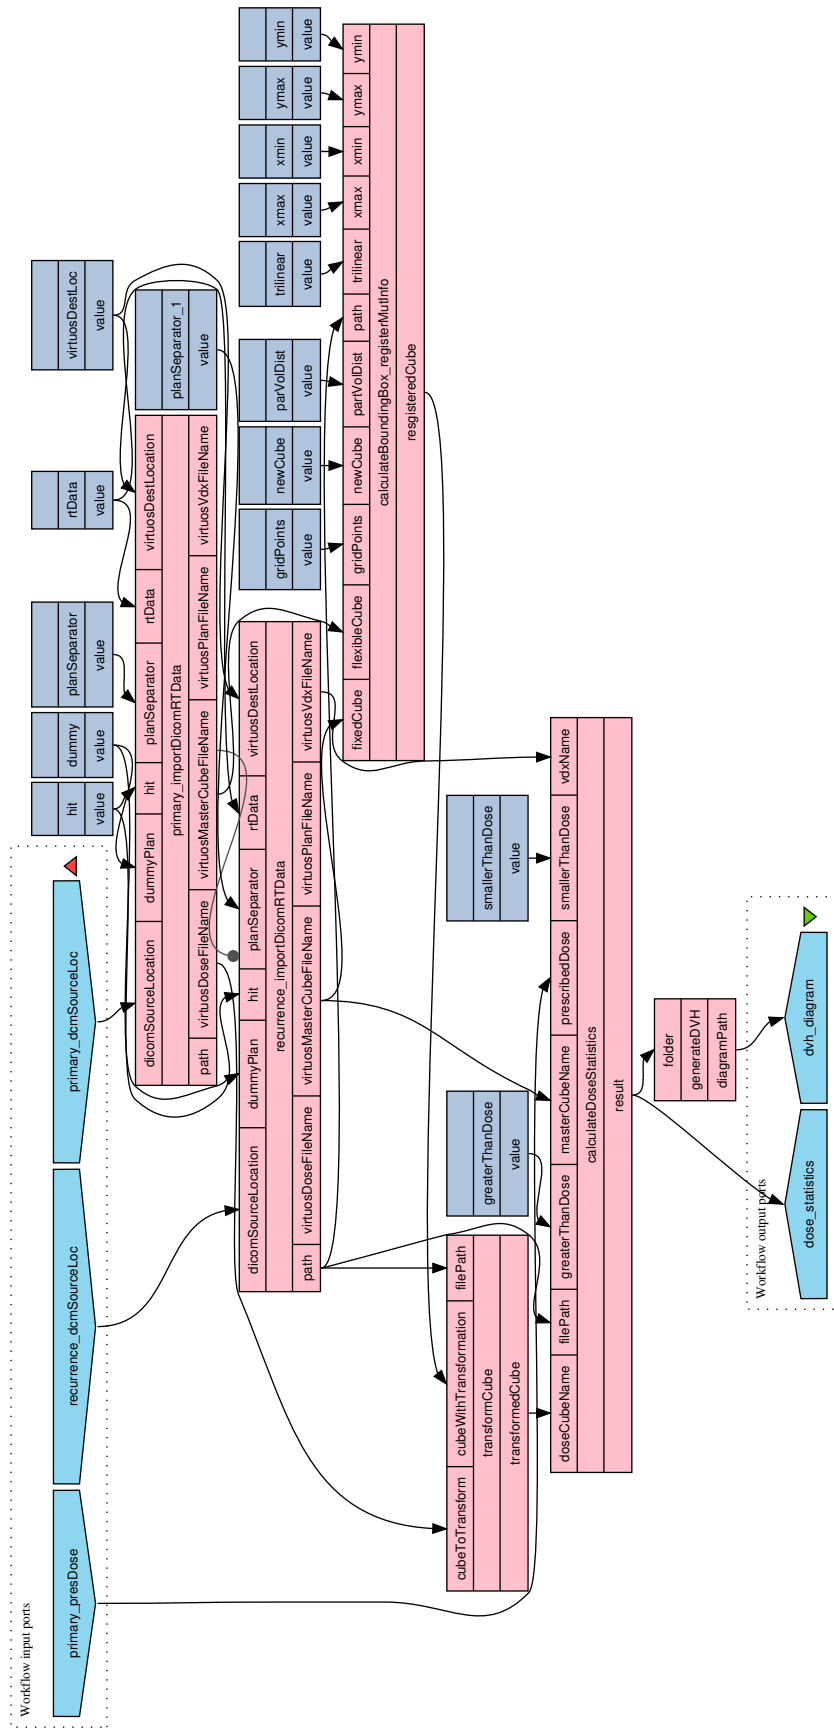 Workflow input ports
primary_presDose
recurrence_dcmSourceLoc
primary_dcmSourceLoc
hit
value
dummy
value
planSeparator
value
rtData
value
virtuosDestLoc
value
dicomSourceLocation
dummyPlan
hit
planSeparator
rtData
virtuosDestLocation
primary_importDicomRTData
path
virtuosDoseFileName
virtuosMasterCubeFileName
virtuosPlanFileName
virtuosVdxFileName
planSeparator_1
value
dicomSourceLocation
dummyPlan
hit
planSeparator
rtData
virtuosDestLocation
recurrence_importDicomRTData
path
virtuosDoseFileName
virtuosMasterCubeFileName
virtuosPlanFileName
virtuosVdxFileName
gridPoints
value
newCube
value
parVolDist
value
trilinear
value
xmax
value
xmin
value
ymax
value
ymin
value
fixedCube
flexibleCube
gridPoints
newCube
partVolDist
path
trilinear
xmax
xmin
ymax
ymin
calculateBoundingBox_registerMutInfo
resgisteredCube
cubeToTransform
cubeWithTransformation
filePath
transformCube
transformedCube
greaterThanDose
value
smallerThanDose
value
doseCubeName
filePath
greaterThanDose
masterCubeName
prescribedDose
smallerThanDose
vdxName
calculateDoseStatistics
result
folder
generateDVH
diagramPath
Workflow output ports
dose_statistics
dvh_diagram